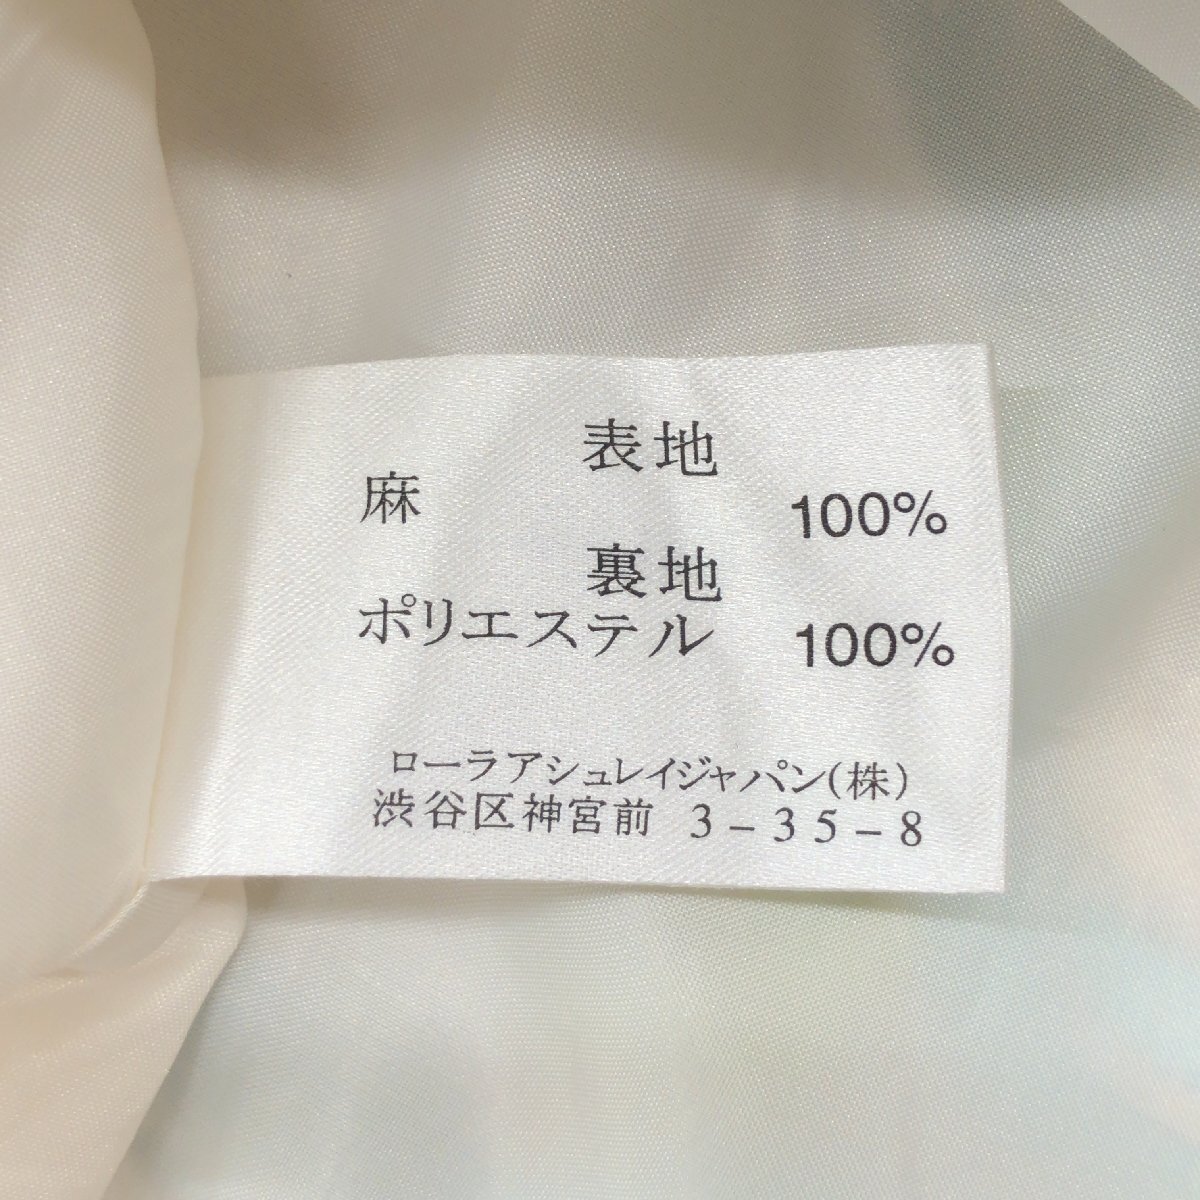 表地
麻 100%
裏地
ポリエステル 100%
ローラアシュレイジャパン(株)
渋谷区神宮前 3-35-8